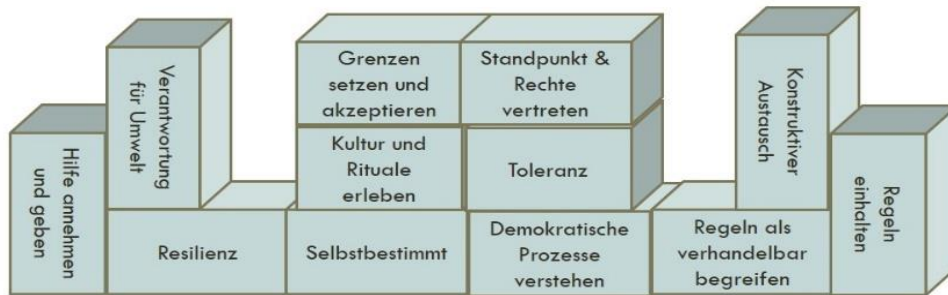 Hilfe annehmen
und geben
Verantwortung
für Umwelt
Grenzen
setzen und
akzeptieren
Standpunkt &
Rechte
vertreten
Kultur und
Rituale
erleben
Toleranz
Konstruktiver
Austausch
Regeln
einhalten
Resilienz
Selbstbestimmt
Demokratische
Prozesse
verstehen
Regeln als
verhandelbar
begreifen